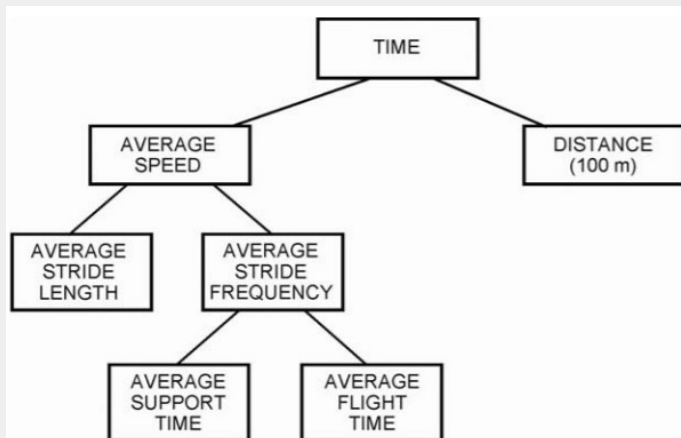 TIME
AVERAGE
SPEED
DISTANCE
(100 m)
AVERAGE
STRIDE
LENGTH
AVERAGE
STRIDE
FREQUENCY
AVERAGE
SUPPORT
TIME
AVERAGE
FLIGHT
TIME